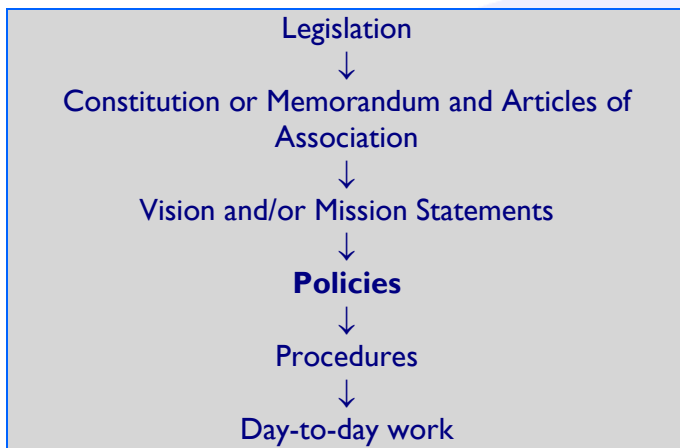 Legislation
↓
Constitution or Memorandum and Articles of
Association
↓
Vision and/or Mission Statements
↓
Policies
↓
Procedures
↓
Day-to-day work